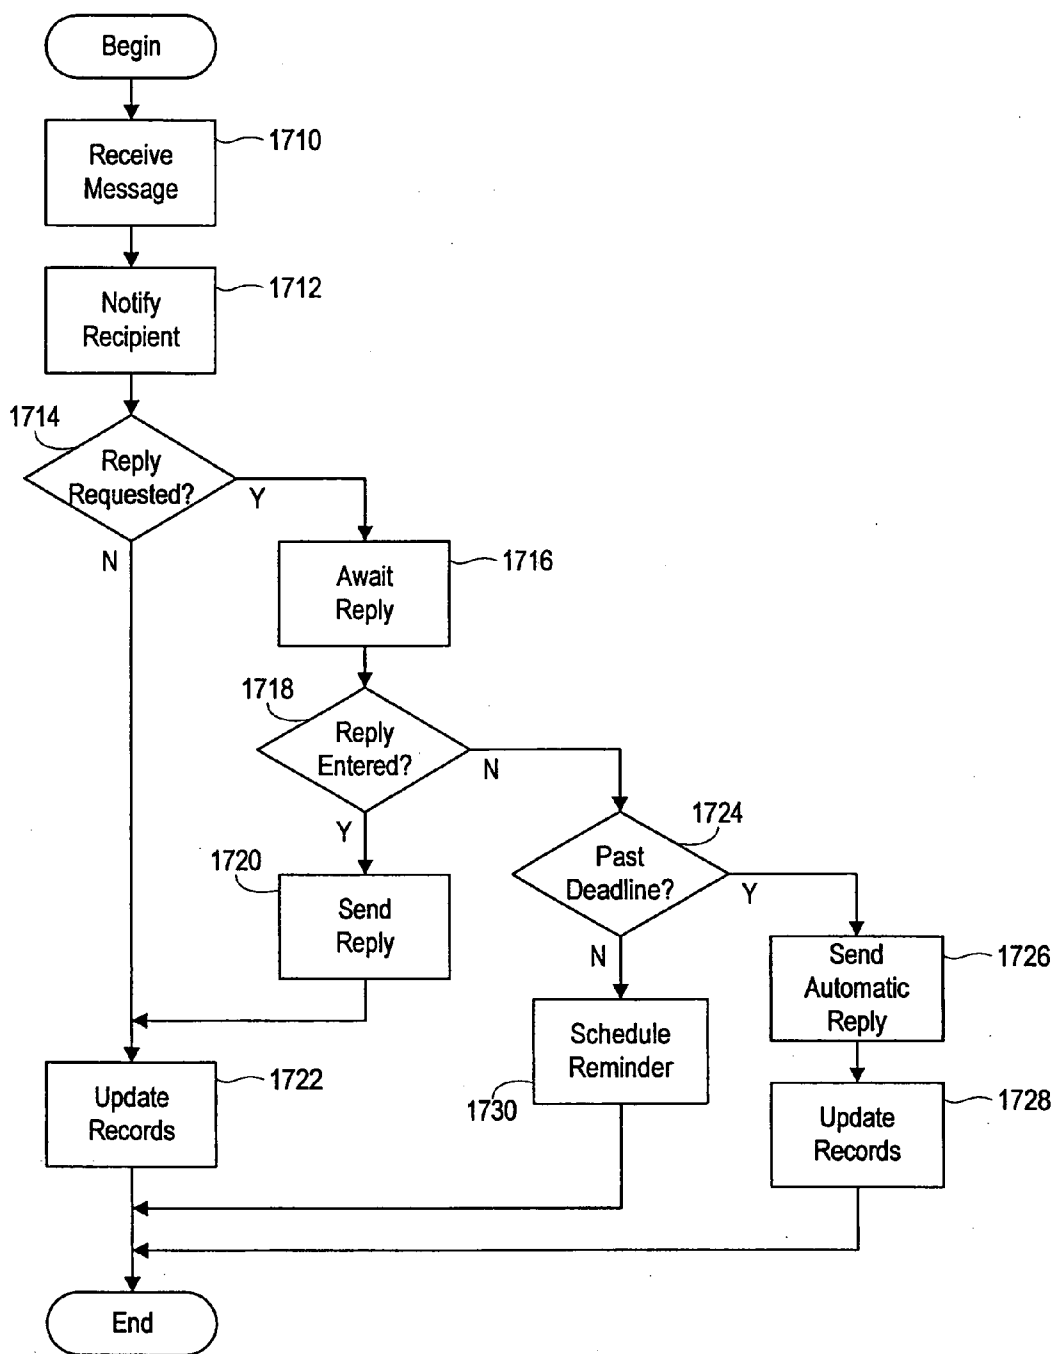 Begin
1710
Receive
Message
1712
Notify
Recipient
1714
Reply
Requested?
Y
N
1716
Await
Reply
1718
Reply
Entered?
N
Y
1724
Past
Deadline?
Y
N
1720
Send
Reply
1726
Send
Automatic
Reply
Schedule
Reminder
1730
1722
Update
Records
1728
Update
Records
End